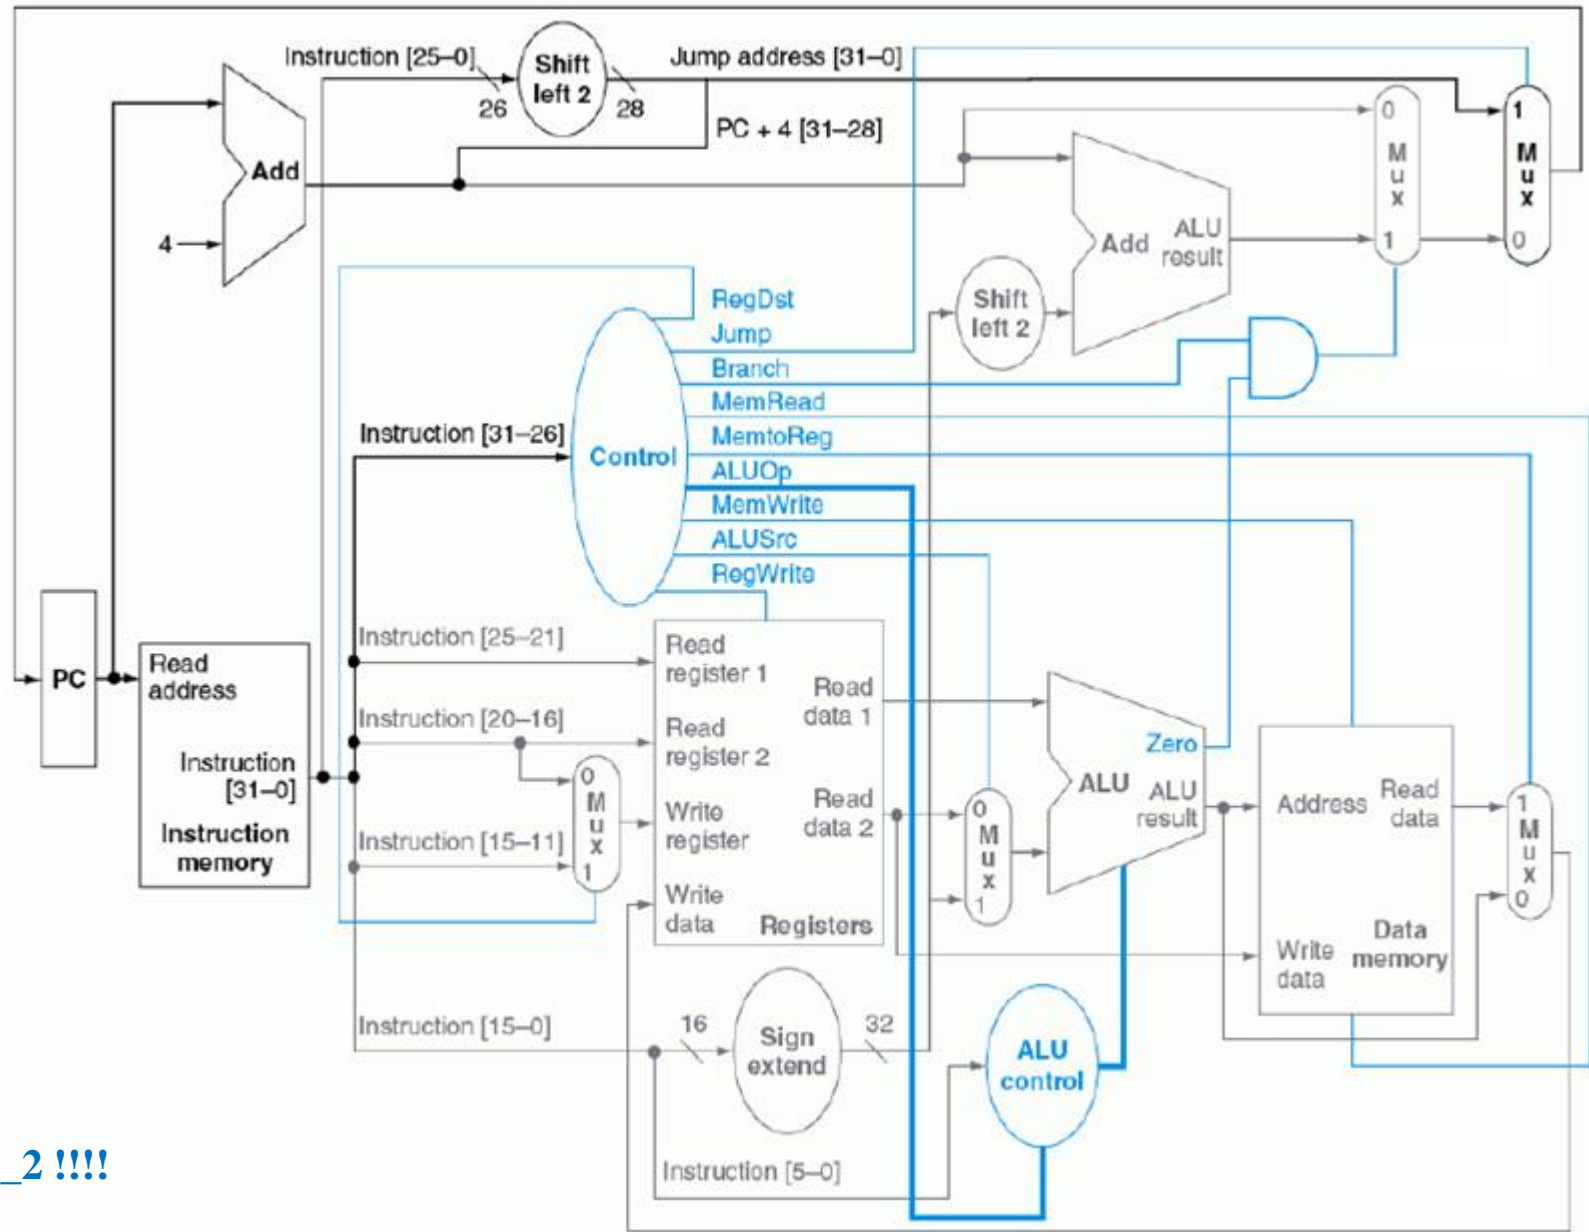 Instruction [25–0]
26
Shift
left 2
28
Jump address [31–0]
PC + 4 [31–28]
Add
4
0
M
u
x
1
1
M
u
x
0
Add
ALU
result
Shift
left 2
RegDst
Jump
Branch
MemRead
MemtoReg
ALUOp
MemWrite
ALUSrc
RegWrite
Instruction [31–26]
Control
PC
Read
address
Instruction
[31–0]
Instruction
memory
Instruction [25–21]
Instruction [20–16]
Instruction [15–11]
0
M
u
x
1
Read
register 1
Read
register 2
Write
register
Write
data
Read
data 1
Read
data 2
Registers
0
M
u
x
1
Zero
ALU
ALU
result
Address
Read
data
Write
data
Data
memory
1
M
u
x
0
Instruction [15–0]
16
Sign
extend
32
ALU
control
Instruction [5–0]
_2 !!!!